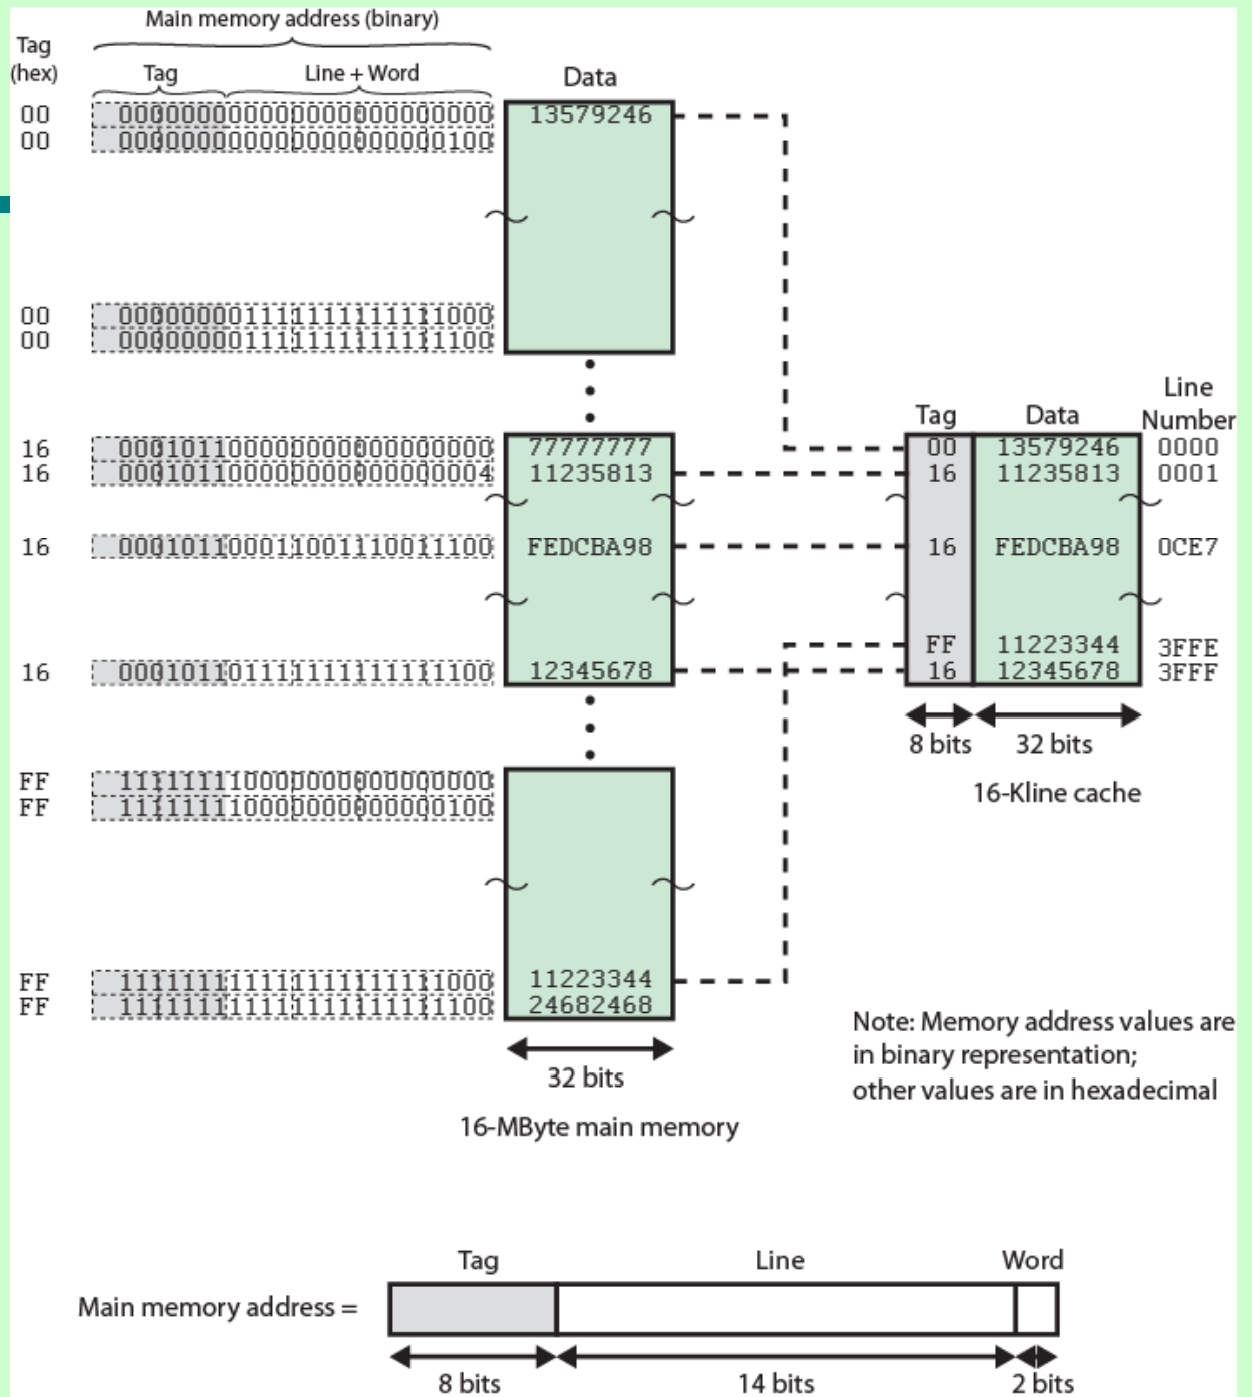 Main memory address (binary)
Tag
(hex)
Tag
Line + Word
Data
00 000000000000000000000000 13579246
00 000000000000000000000100
00 000000001111111111111000
00 000000001111111111111100
Tag Data Line
Number
16 000101100000000000000000 77777777 00 13579246 0000
16 000101100000000000000004 11235813 16 11235813 0001
16 000101100011001110011100 FEDCBA98 16 FEDCBA98 0CE7
FF 11223344 3FFE
16 000101101111111111111100 12345678 16 12345678 3FFF
8 bits 32 bits
16-Kline cache
FF 111111110000000000000000
FF 111111110000000000000100
FF 111111111111111111111000 11223344
FF 111111111111111111111100 24682468
32 bits
16-MByte main memory
Note: Memory address values are
in binary representation;
other values are in hexadecimal
Tag Line Word
Main memory address =
8 bits 14 bits 2 bits